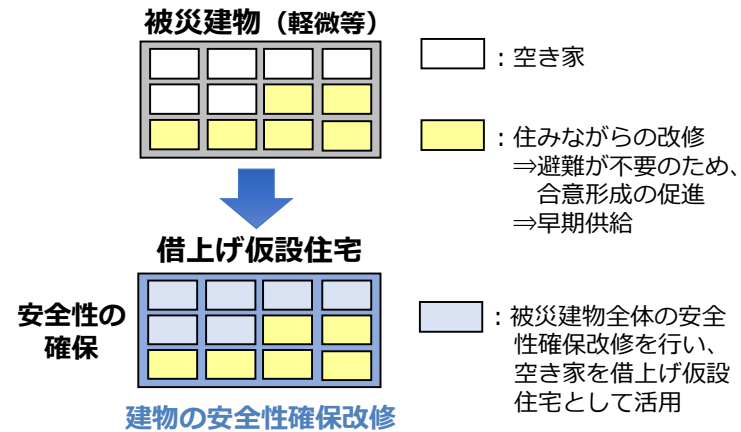 被災建物（軽微等）
：空き家
：住みながらの改修
⇒避難が不要のため、
合意形成の促進
⇒早期供給
借上げ仮設住宅
安全性の
確保
：被災建物全体の安全
性確保改修を行い、
空き家を借上げ仮設
住宅として活用
建物の安全性確保改修